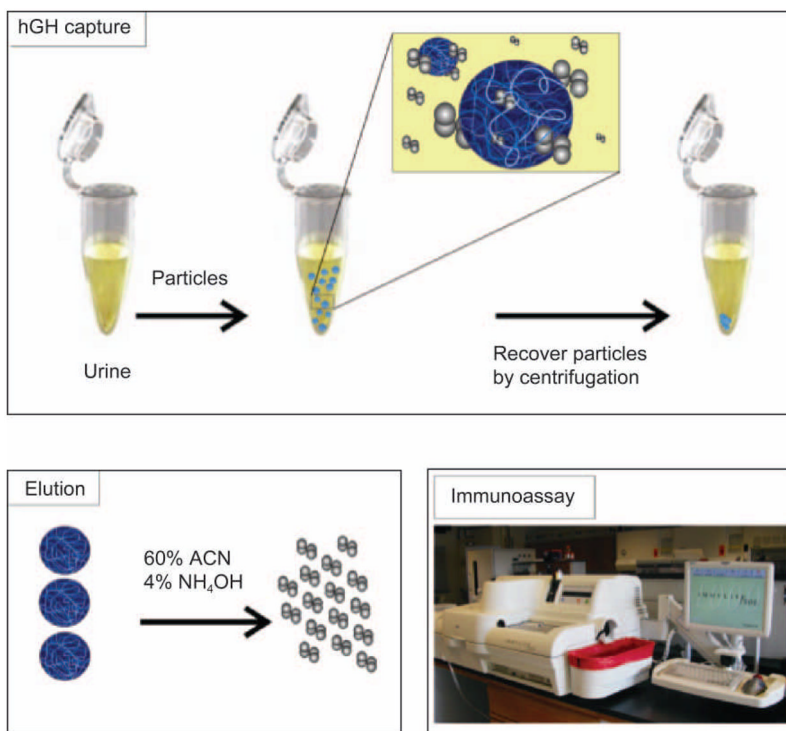 hGH capture
Particles
Urine
Recover particles
by centrifugation
Elution
60% ACN
4% NH₄OH
Immunoassay